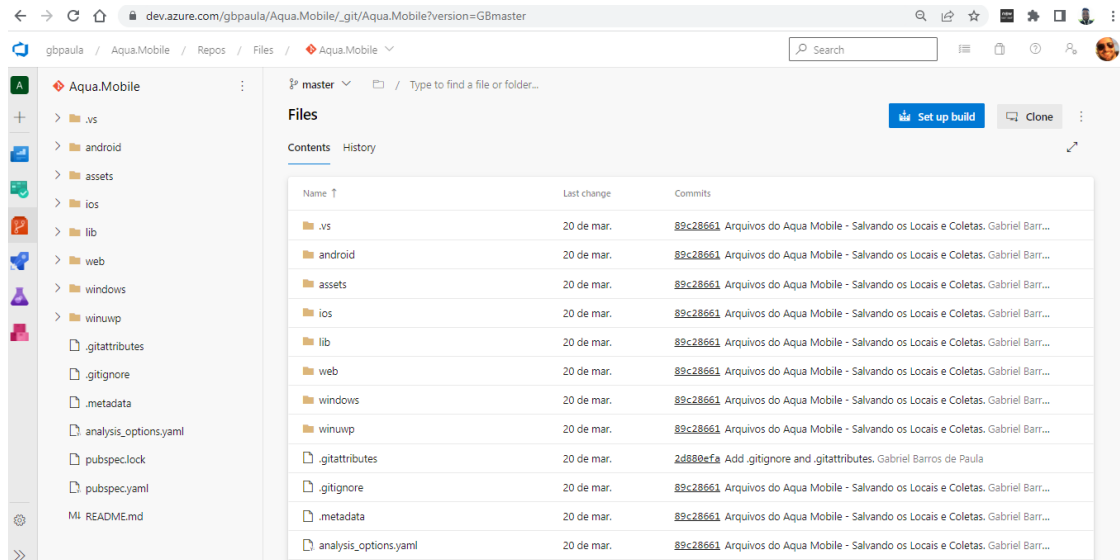 dev.azure.com/gbpaula/Aqua.Mobile/_git/Aqua.Mobile?version=GBmaster
gbpaula / Aqua.Mobile / Repos / Files / Aqua.Mobile
Search
A
Aqua.Mobile
.vs
android
assets
ios
lib
web
windows
winuwp
.gitattributes
.gitignore
.metadata
analysis_options.yaml
pubspec.lock
pubspec.yaml
M↓ README.md
master / Type to find a file or folder...
Files
Set up build
Clone
Contents History
Name ↑ Last change Commits
.vs 20 de mar. 89c28661 Arquivos do Aqua Mobile - Salvando os Locais e Coletas. Gabriel Barr...
android 20 de mar. 89c28661 Arquivos do Aqua Mobile - Salvando os Locais e Coletas. Gabriel Barr...
assets 20 de mar. 89c28661 Arquivos do Aqua Mobile - Salvando os Locais e Coletas. Gabriel Barr...
ios 20 de mar. 89c28661 Arquivos do Aqua Mobile - Salvando os Locais e Coletas. Gabriel Barr...
lib 20 de mar. 89c28661 Arquivos do Aqua Mobile - Salvando os Locais e Coletas. Gabriel Barr...
web 20 de mar. 89c28661 Arquivos do Aqua Mobile - Salvando os Locais e Coletas. Gabriel Barr...
windows 20 de mar. 89c28661 Arquivos do Aqua Mobile - Salvando os Locais e Coletas. Gabriel Barr...
winuwp 20 de mar. 89c28661 Arquivos do Aqua Mobile - Salvando os Locais e Coletas. Gabriel Barr...
.gitattributes 20 de mar. 2d880efa Add .gitignore and .gitattributes. Gabriel Barros de Paula
.gitignore 20 de mar. 89c28661 Arquivos do Aqua Mobile - Salvando os Locais e Coletas. Gabriel Barr...
.metadata 20 de mar. 89c28661 Arquivos do Aqua Mobile - Salvando os Locais e Coletas. Gabriel Barr...
analysis_options.yaml 20 de mar. 89c28661 Arquivos do Aqua Mobile - Salvando os Locais e Coletas. Gabriel Barr...